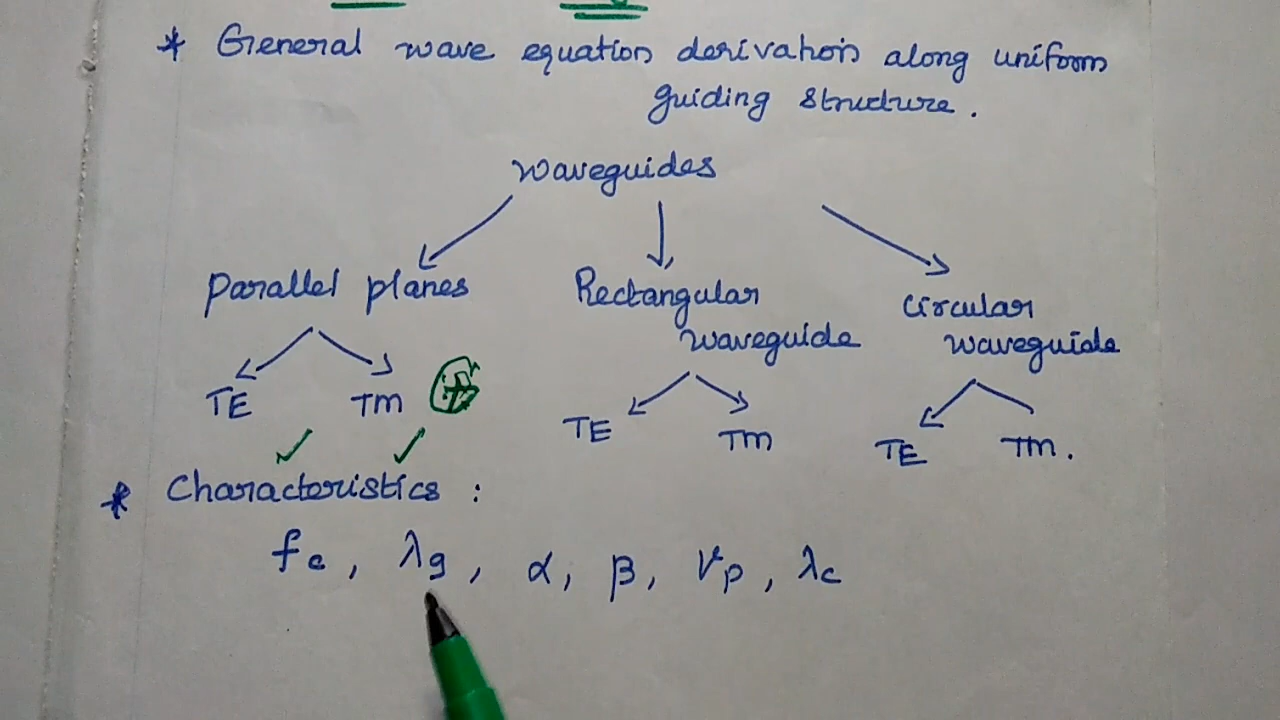 * General wave equation derivation along uniform
guiding structure.
Waveguides
Parallel planes
Rectangular waveguide
Circular waveguide
TE TM
TE TM
TE TM.
* Characteristics :
fc, λg, α, β, Vp, λc